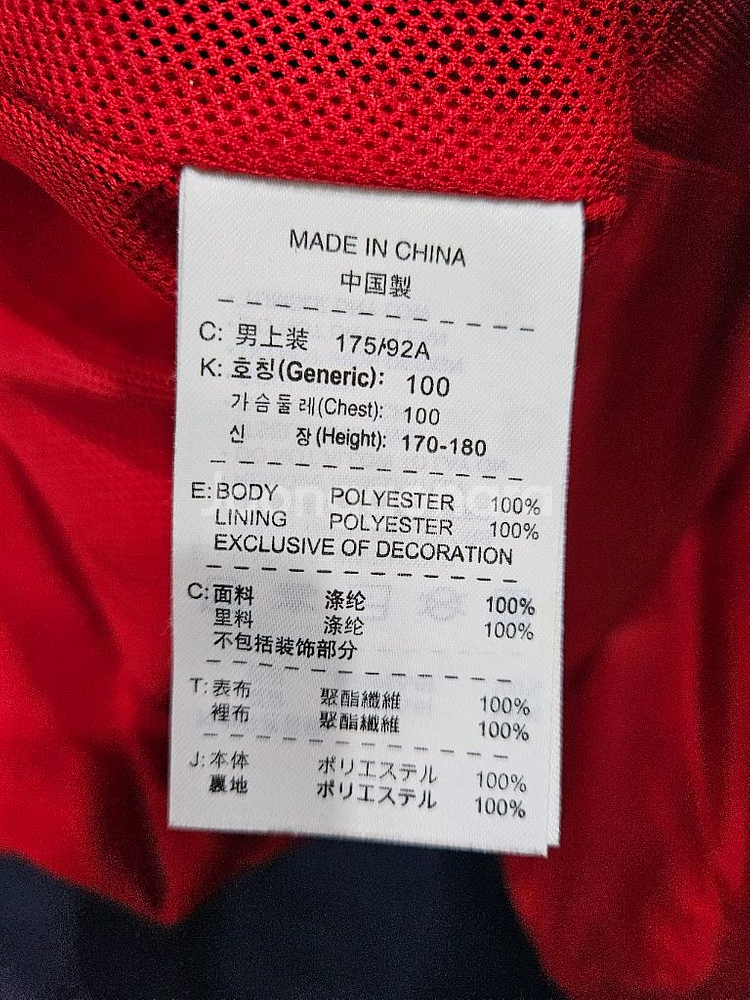 MADE IN CHINA
中国製
C: 男上装 175/92A
K: 호칭(Generic): 100
가슴둘레(Chest): 100
신 장(Height): 170-180
E: BODY POLYESTER 100%
LINING POLYESTER 100%
EXCLUSIVE OF DECORATION
C: 面料 涤纶 100%
里料 涤纶 100%
不包括装饰部分
T: 表布 聚酯纖維 100%
裡布 聚酯纖維 100%
J: 本体 ポリエステル 100%
裏地 ポリエステル 100%